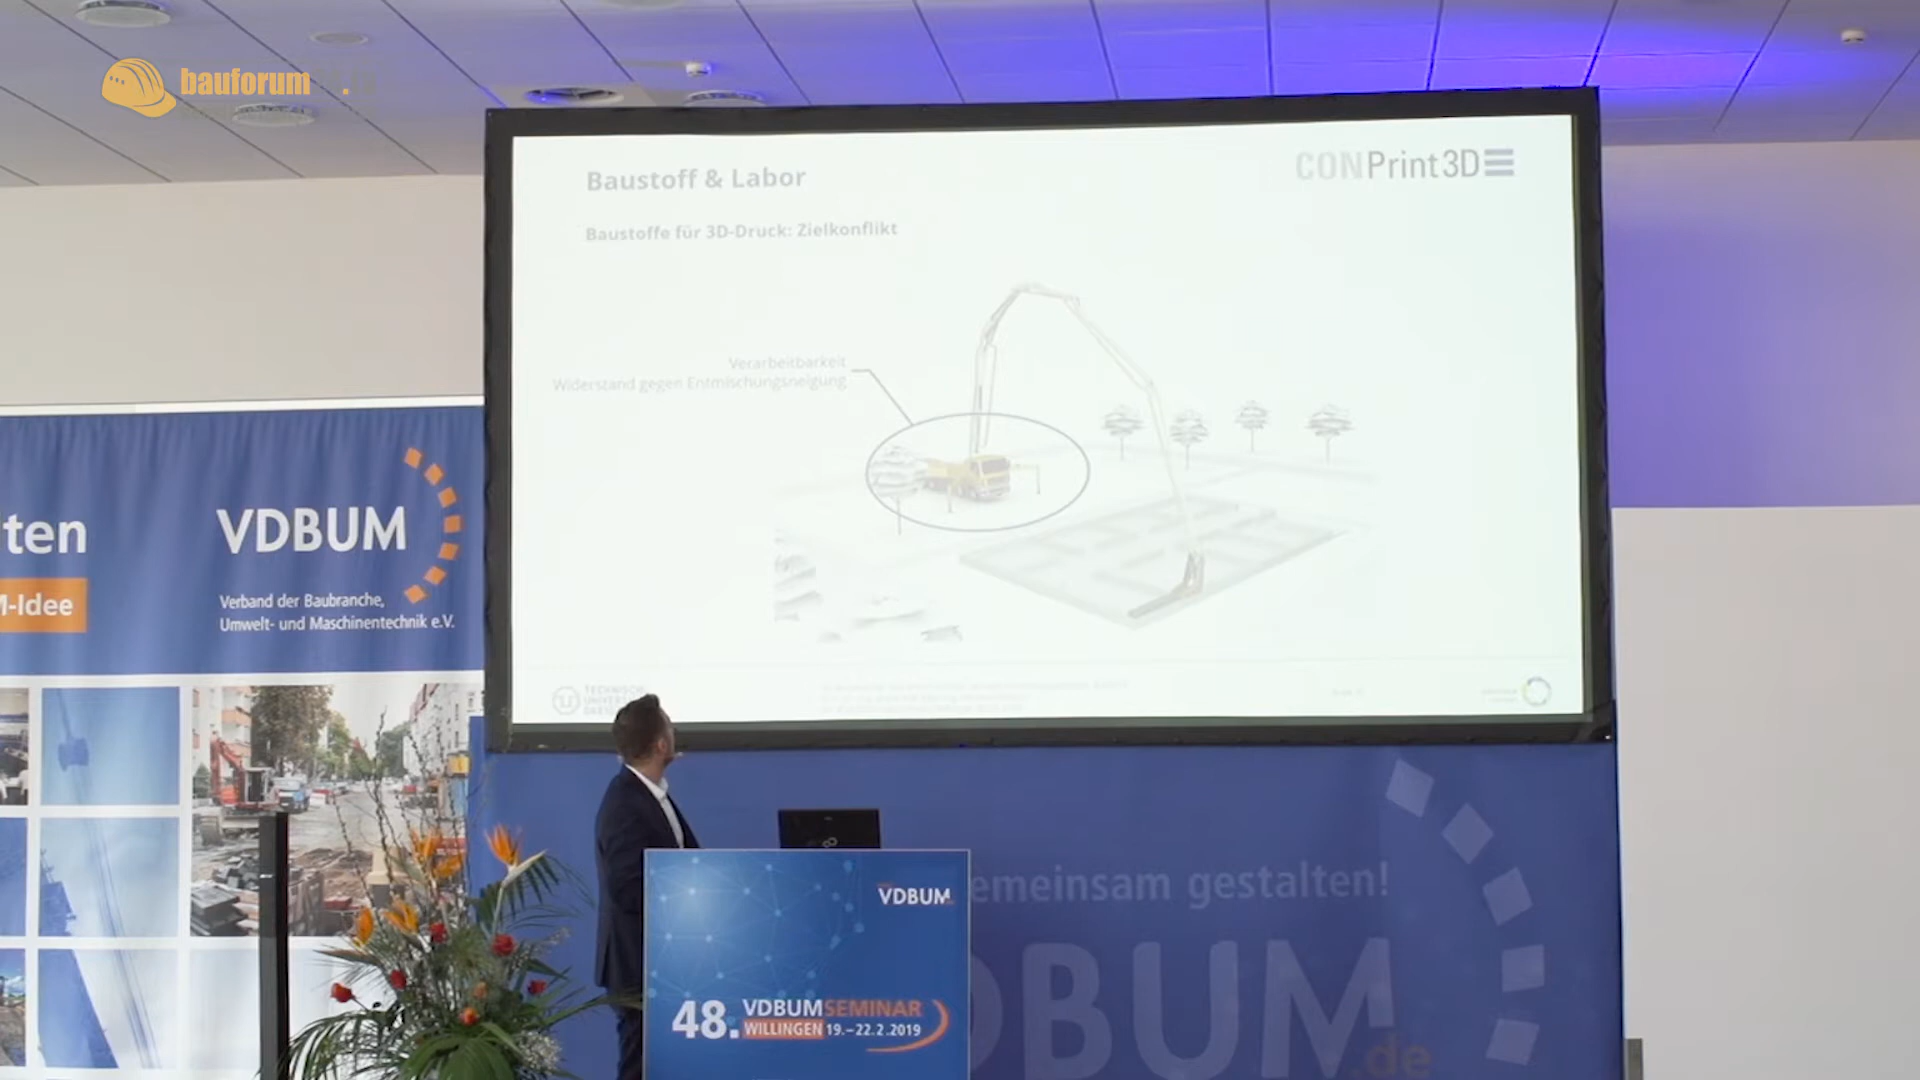 bauforum
Baustoff & Labor
CONPrint3D
Baustoffe für 3D-Druck: Zielkonflikt
Verarbeitbarkeit
Widerstand gegen Entmischungsneigung
ten
M-Idee
VDBUM
Verband der Baubranche,
Umwelt- und Maschinentechnik e.V.
VDBUM
48. VDBUMSEMINAR
WILLINGEN 19.–22.2.2019
emeinsam gestalten!
DBUM
.de